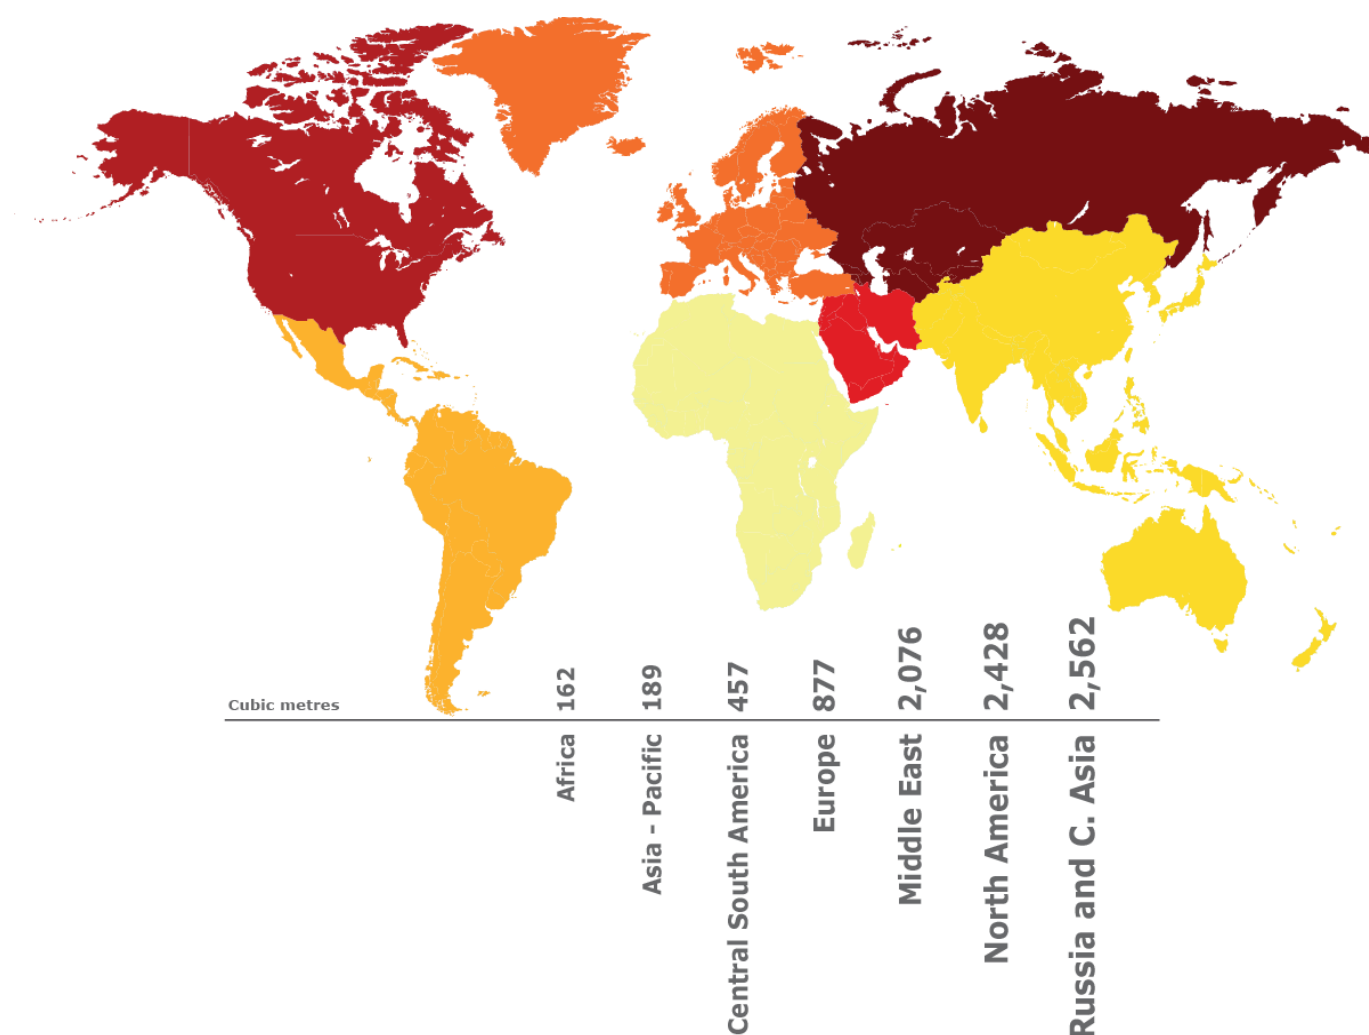 Cubic metres
162
189
457
877
2,076
2,428
2,562
Africa
Asia - Pacific
Central South America
Europe
Middle East
North America
Russia and C. Asia